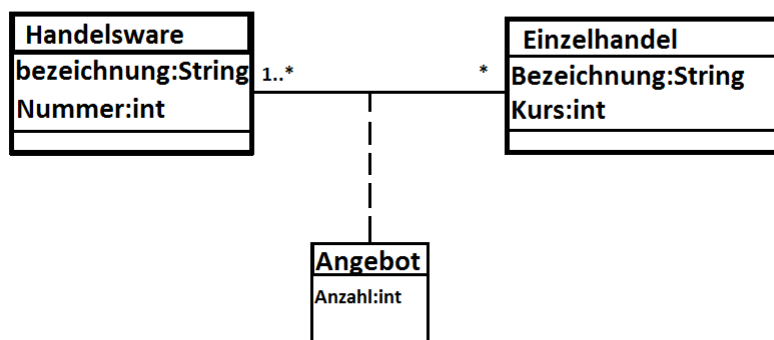 Handelsware
bezeichnung:String
Nummer:int
1..*
*
Einzelhandel
Bezeichnung:String
Kurs:int
Angebot
Anzahl:int